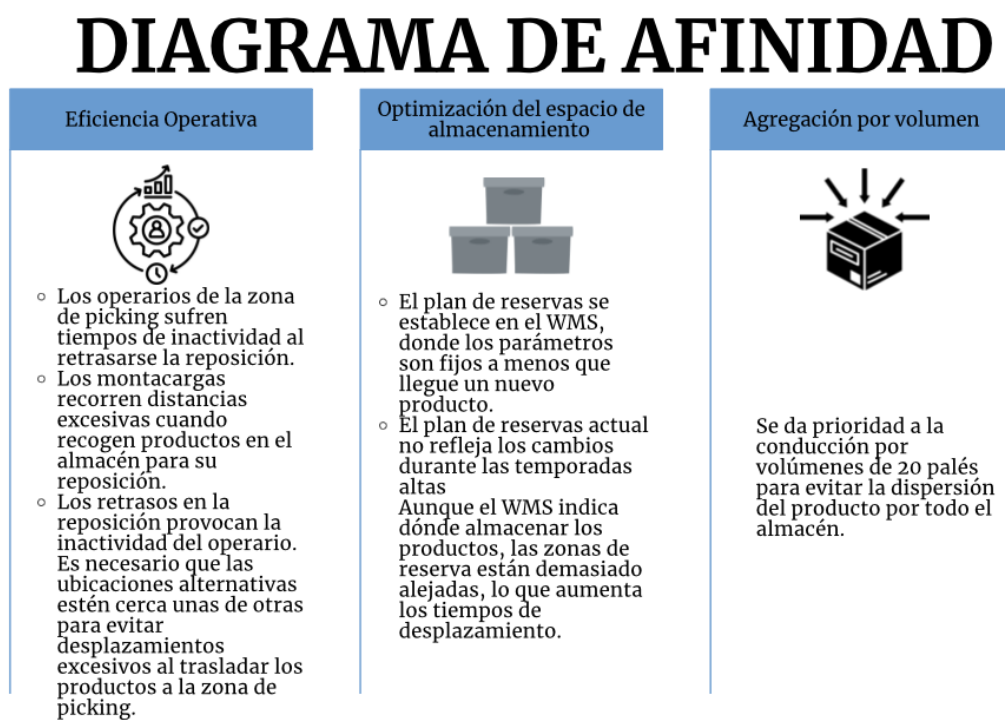 DIAGRAMA DE AFINIDAD
Eficiencia Operativa
Los operarios de la zona
de picking sufren
tiempos de inactividad al
retrasarse la reposición.
Los montacargas
recorren distancias
excesivas cuando
recogen productos en el
almacén para su
reposición.
Los retrasos en la
reposición provocan la
inactividad del operario.
Es necesario que las
ubicaciones alternativas
estén cerca unas de otras
para evitar
desplazamientos
excesivos al trasladar los
productos a la zona de
picking.
Optimización del espacio de
almacenamiento
El plan de reservas se
establece en el WMS,
donde los parámetros
son fijos a menos que
llegue un nuevo
producto.
El plan de reservas actual
no refleja los cambios
durante las temporadas
altas
Aunque el WMS indica
dónde almacenar los
productos, las zonas de
reserva están demasiado
alejadas, lo que aumenta
los tiempos de
desplazamiento.
Agregación por volumen
Se da prioridad a la
conducción por
volúmenes de 20 palés
para evitar la dispersión
del producto por todo el
almacén.